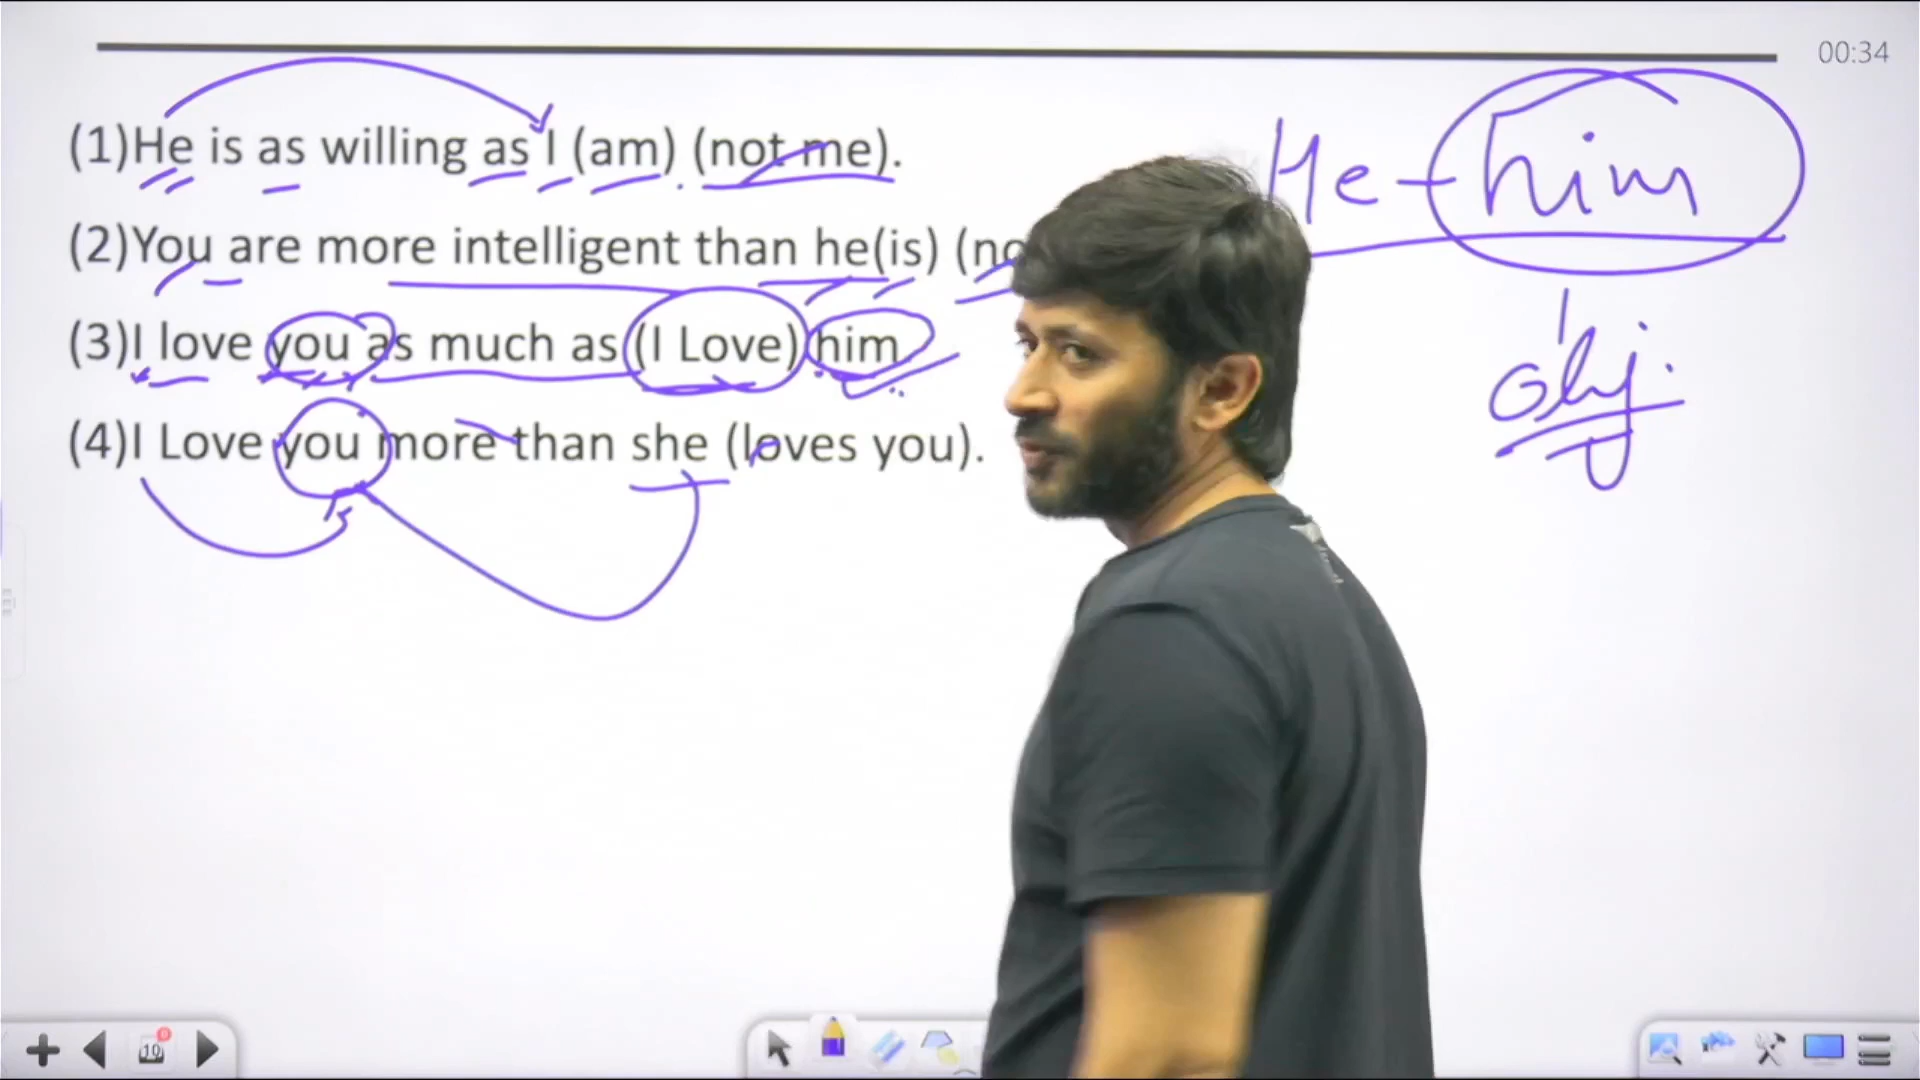 00:34
(1)He is as willing as I (am) (not me).
He - him
(2)You are more intelligent than he(is) (no
(3)I love you as much as (I Love) him
obj.
(4)I Love you more than she (loves you).
10